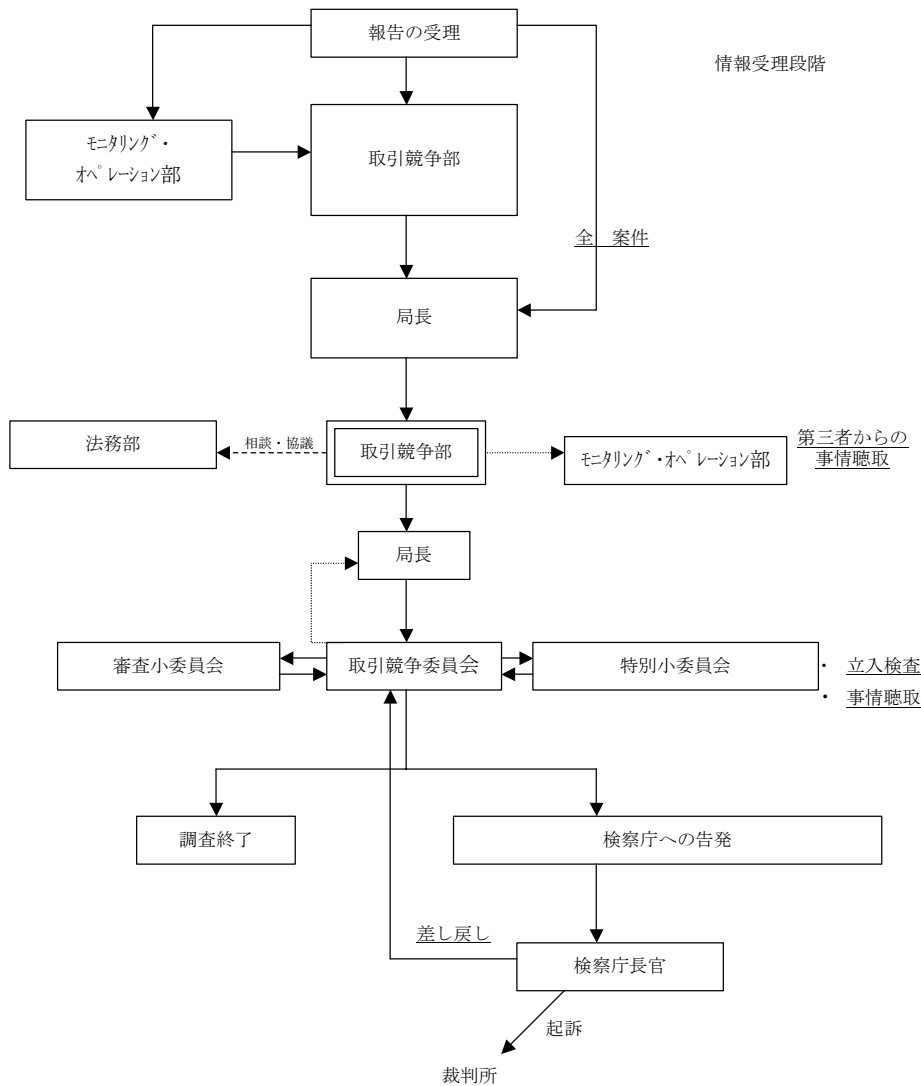 報告の受理
情報受理段階
ﾓﾆﾀﾘﾝｸﾞ・
ｵﾍﾟﾚｰｼｮﾝ部
取引競争部
全　案件
局長
法務部
相談・協議
取引競争部
ﾓﾆﾀﾘﾝｸﾞ・ｵﾍﾟﾚｰｼｮﾝ部
第三者からの
事情聴取
局長
審査小委員会
取引競争委員会
特別小委員会
・ 立入検査
・ 事情聴取
調査終了
検察庁への告発
差し戻し
検察庁長官
起訴
裁判所